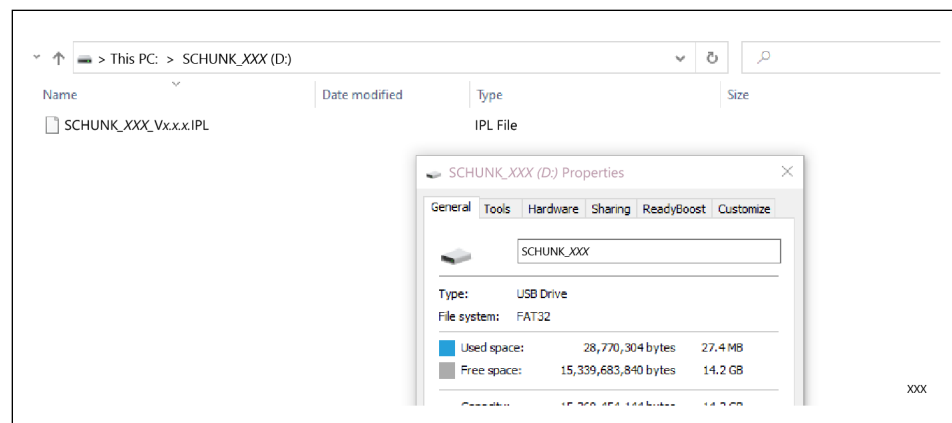 > This PC: > SCHUNK_XXX (D:)
Name Date modified Type Size
SCHUNK_XXX_Vx.x.x.IPL IPL File
SCHUNK_XXX (D:) Properties
General Tools Hardware Sharing ReadyBoost Customize
SCHUNK_XXX
Type: USB Drive
File system: FAT32
Used space: 28,770,304 bytes 27.4 MB
Free space: 15,339,683,840 bytes 14.2 GB
xxx